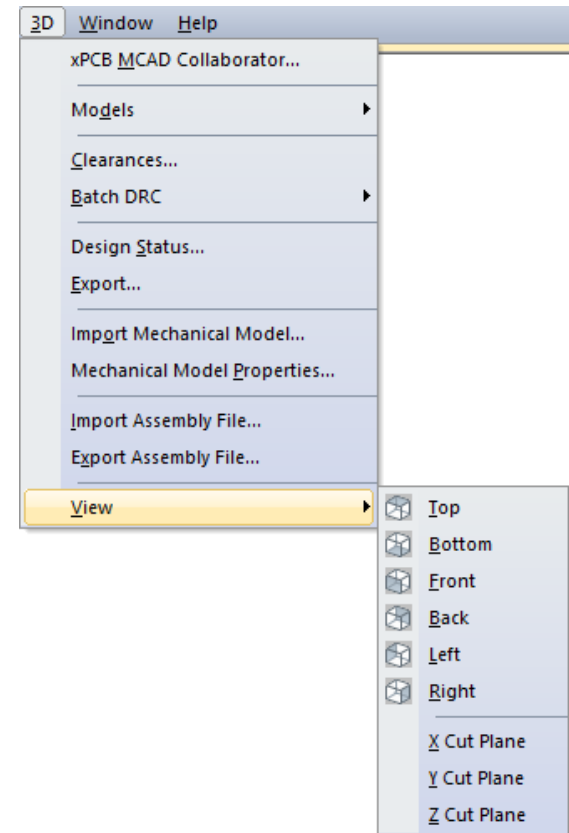 3D Window Help
xPCB MCAD Collaborator...
Models
Clearances...
Batch DRC
Design Status...
Export...
Import Mechanical Model...
Mechanical Model Properties...
Import Assembly File...
Export Assembly File...
View
Top
Bottom
Front
Back
Left
Right
X Cut Plane
Y Cut Plane
Z Cut Plane